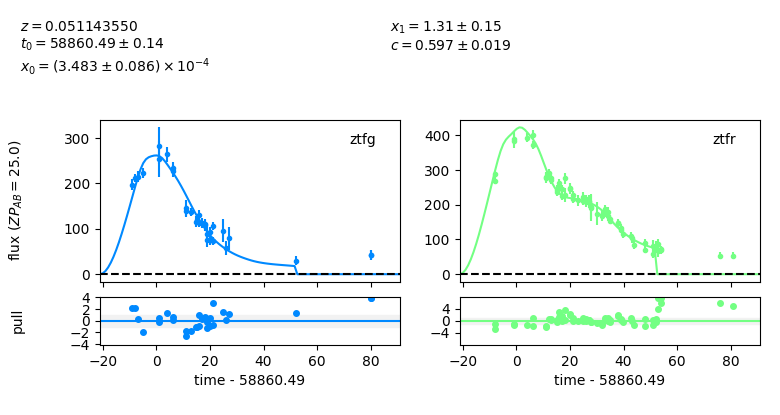 z = 0.051143550
t₀ = 58860.49 ± 0.14
x₀ = (3.483 ± 0.086) × 10⁻⁴
x₁ = 1.31 ± 0.15
c = 0.597 ± 0.019
flux (ZP_AB = 25.0)
300
200
100
0
ztfg
400
300
200
100
0
ztfr
pull
4
2
0
−2
−4
−20 0 20 40 60 80
time - 58860.49
4
0
−4
−20 0 20 40 60 80
time - 58860.49